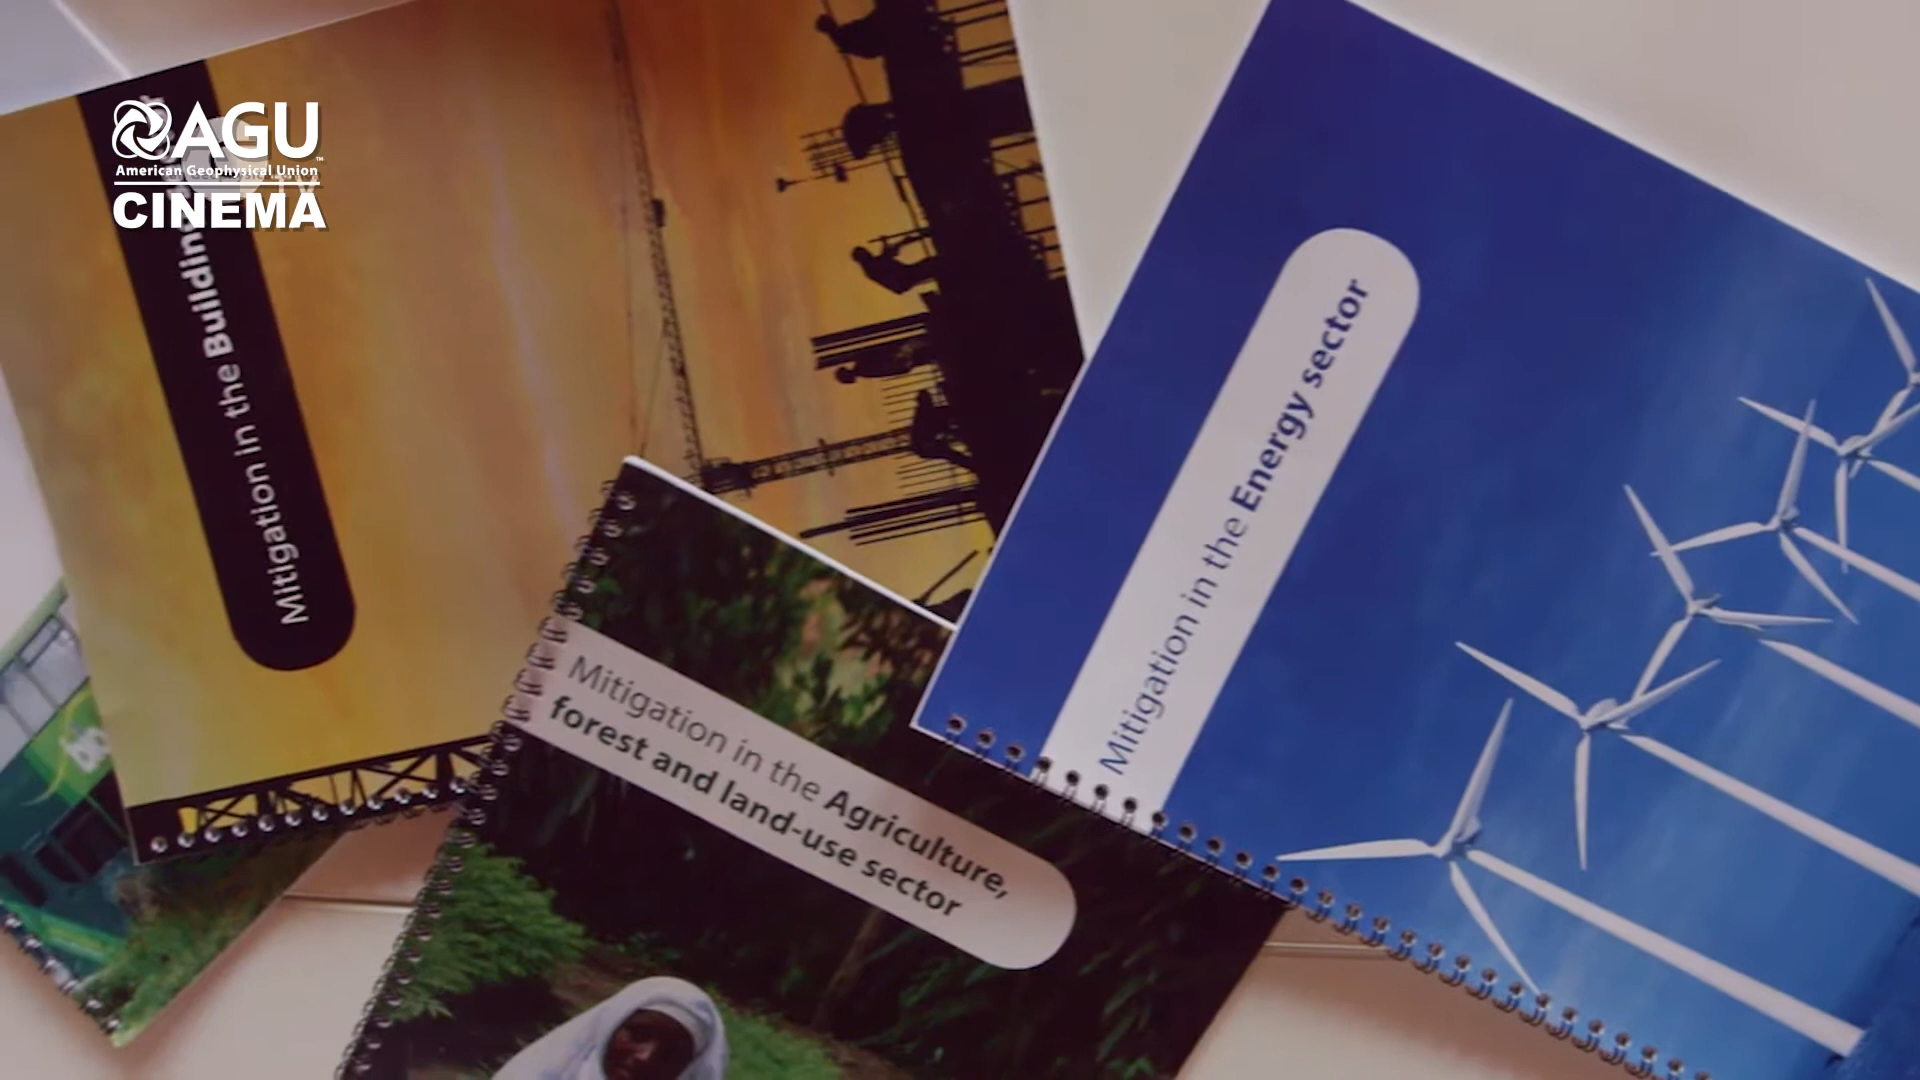 AGU
American Geophysical Union
CINEMA
Mitigation in the Building
Mitigation in the Energy sector
Mitigation in the Agriculture,
forest and land-use sector